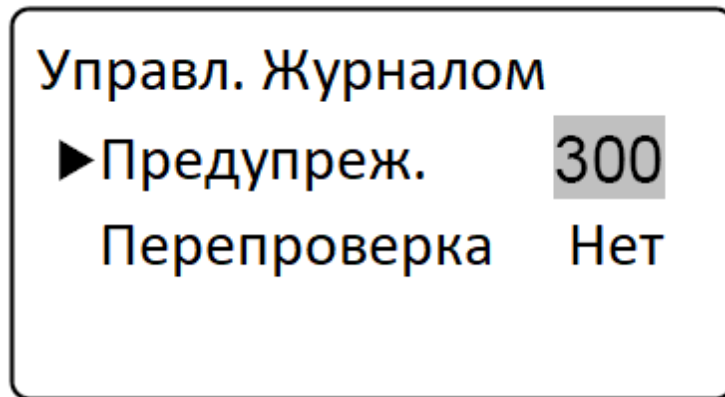 Управл. Журналом
▶Предупреж. 300
Перепроверка Нет